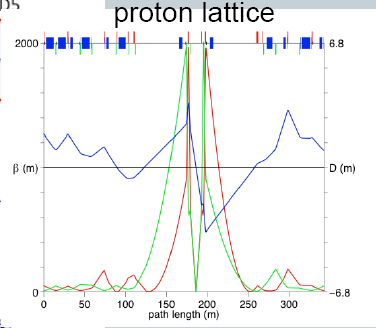 proton lattice
2000
6.8
β (m)
D (m)
0
-6.8
0 50 100 150 200 250 300
path length (m)